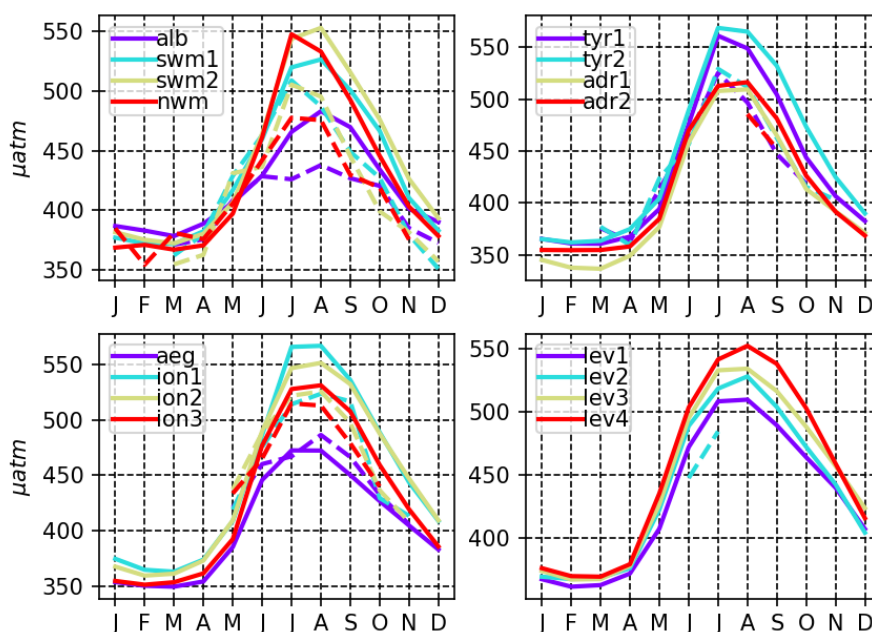 550
500
450
400
350
μatm
alb
swm1
swm2
nwm
J F M A M J J A S O N D
550
500
450
400
350
tyr1
tyr2
adr1
adr2
J F M A M J J A S O N D
550
500
450
400
350
μatm
aeg
ion1
ion2
ion3
J F M A M J J A S O N D
550
500
450
400
lev1
lev2
lev3
lev4
J F M A M J J A S O N D